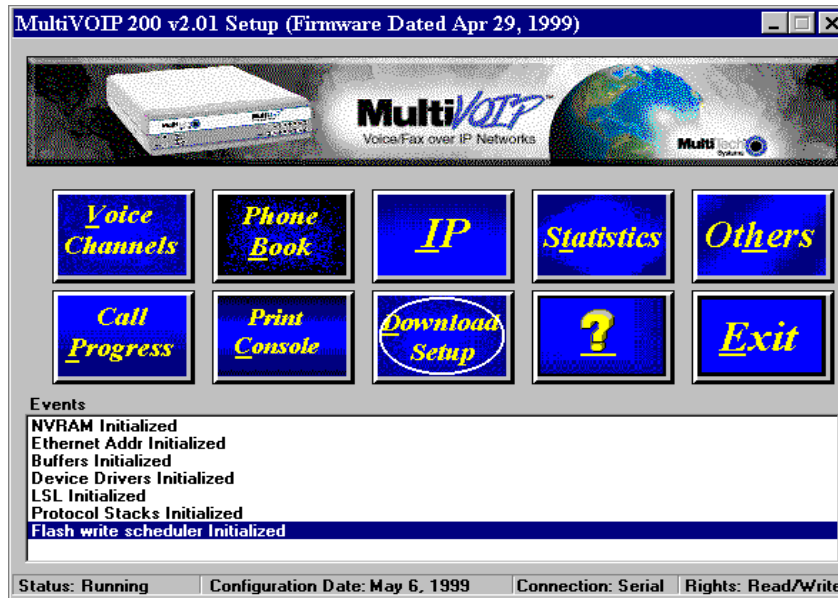 MultiVOIP 200 v2.01 Setup (Firmware Dated Apr 29, 1999)
MultiVOIP™
Voice/Fax over IP Networks
MultiTech
Systems
Voice Channels
Phone Book
IP
Statistics
Others
Call Progress
Print Console
Download Setup
?
Exit
Events
NVRAM Initialized
Ethernet Addr Initialized
Buffers Initialized
Device Drivers Initialized
LSL Initialized
Protocol Stacks Initialized
Flash write scheduler Initialized
Status: Running
Configuration Date: May 6, 1999
Connection: Serial
Rights: Read/Write